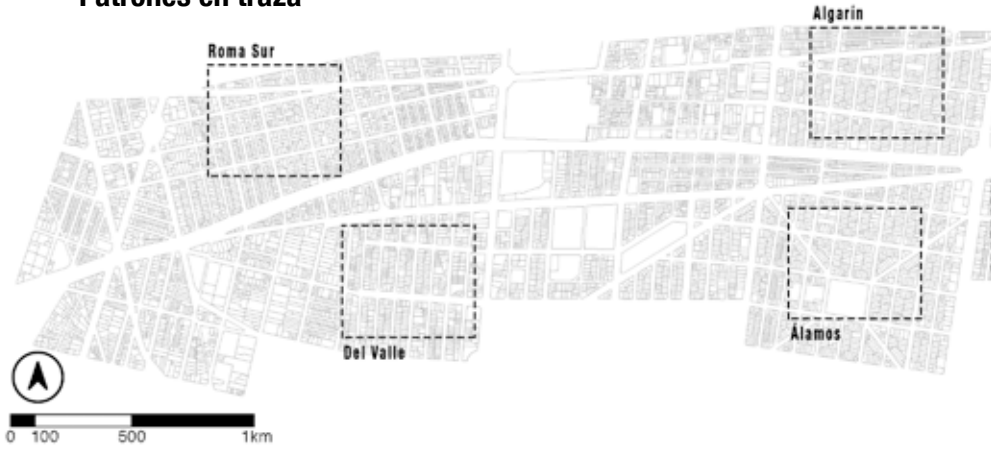 Patrones en traza
Algarín
Roma Sur
Del Valle
Álamos
0 100 500 1km